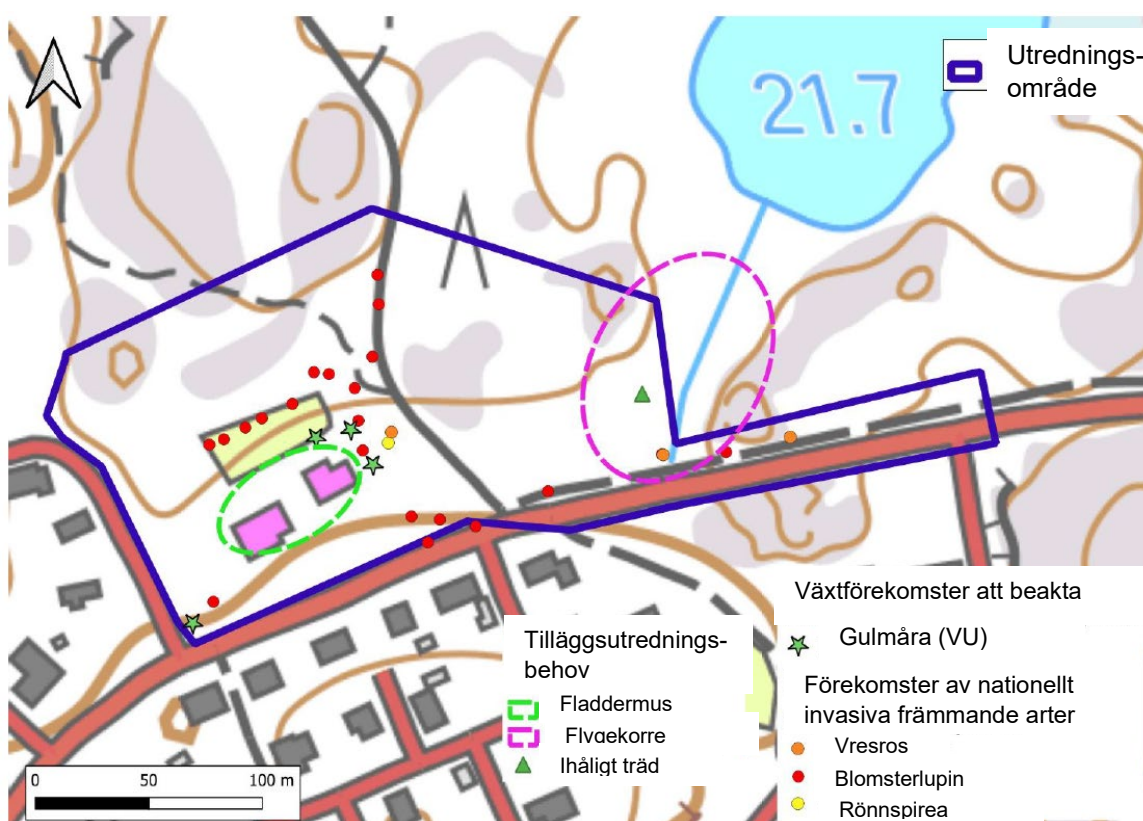 Utrednings-
område
21.7
Växtförekomster att beakta
Gulmåra (VU)
Förekomster av nationellt
invasiva främmande arter
Vresros
Blomsterlupin
Rönnspirea
Tilläggsutrednings-
behov
Fladdermus
Flygekorre
Ihåligt träd
0 50 100 m